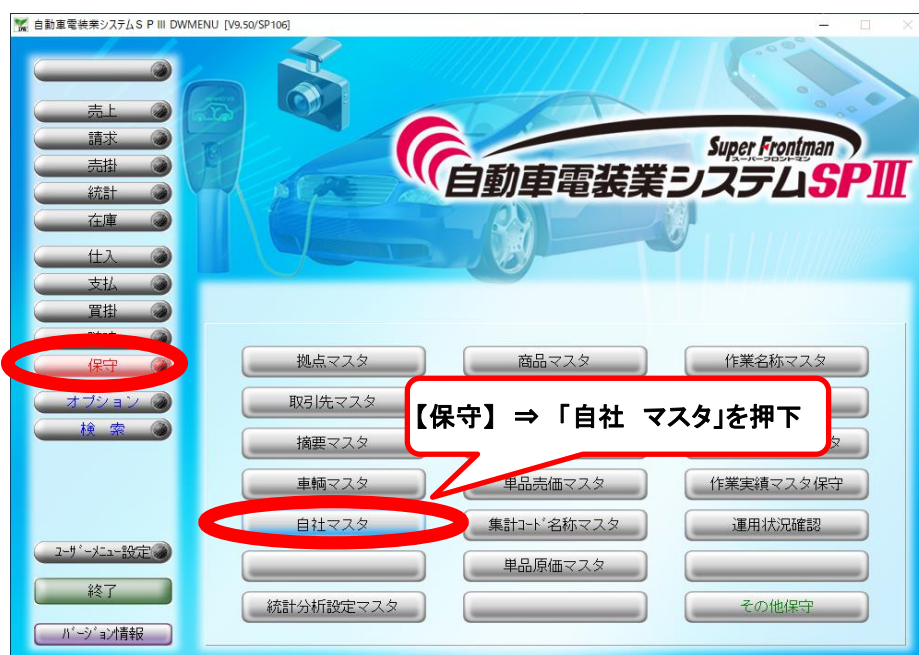 自動車電装業システムS P III DWMENU [V9.50/SP106]
売上
請求
売掛
統計
在庫
仕入
支払
買掛
保守
オプション
検 索
ユーザーメニュー設定
終了
バージョン情報
Super Frontman
スーパーフロントマン
自動車電装業システムSPIII
拠点マスタ
商品マスタ
作業名称マスタ
取引先マスタ
【保守】 ⇒ 「自社 マスタ」を押下
摘要マスタ
タ
車輌マスタ
単品売価マスタ
作業実績マスタ保守
自社マスタ
集計コード名称マスタ
運用状況確認
単品原価マスタ
統計分析設定マスタ
その他保守